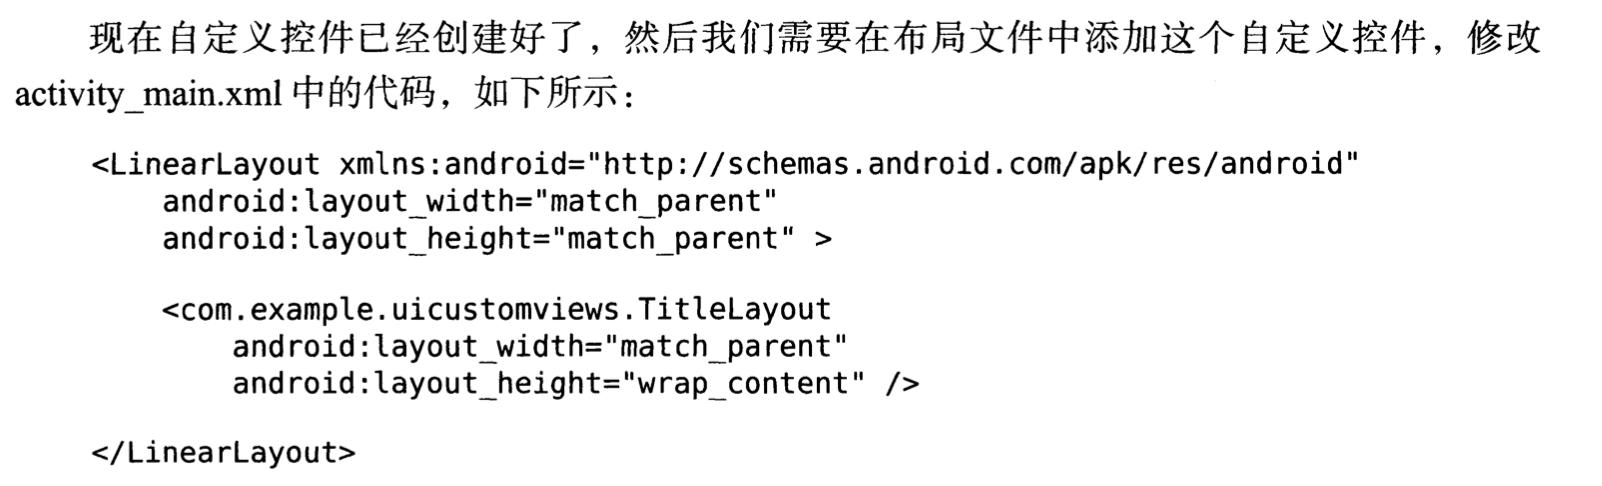 现在自定义控件已经创建好了，然后我们需要在布局文件中添加这个自定义控件，修改
activity_main.xml 中的代码，如下所示：
<LinearLayout xmlns:android="http://schemas.android.com/apk/res/android"
    android:layout_width="match_parent"
    android:layout_height="match_parent" >
    <com.example.uicustomviews.TitleLayout
        android:layout_width="match_parent"
        android:layout_height="wrap_content" />
</LinearLayout>